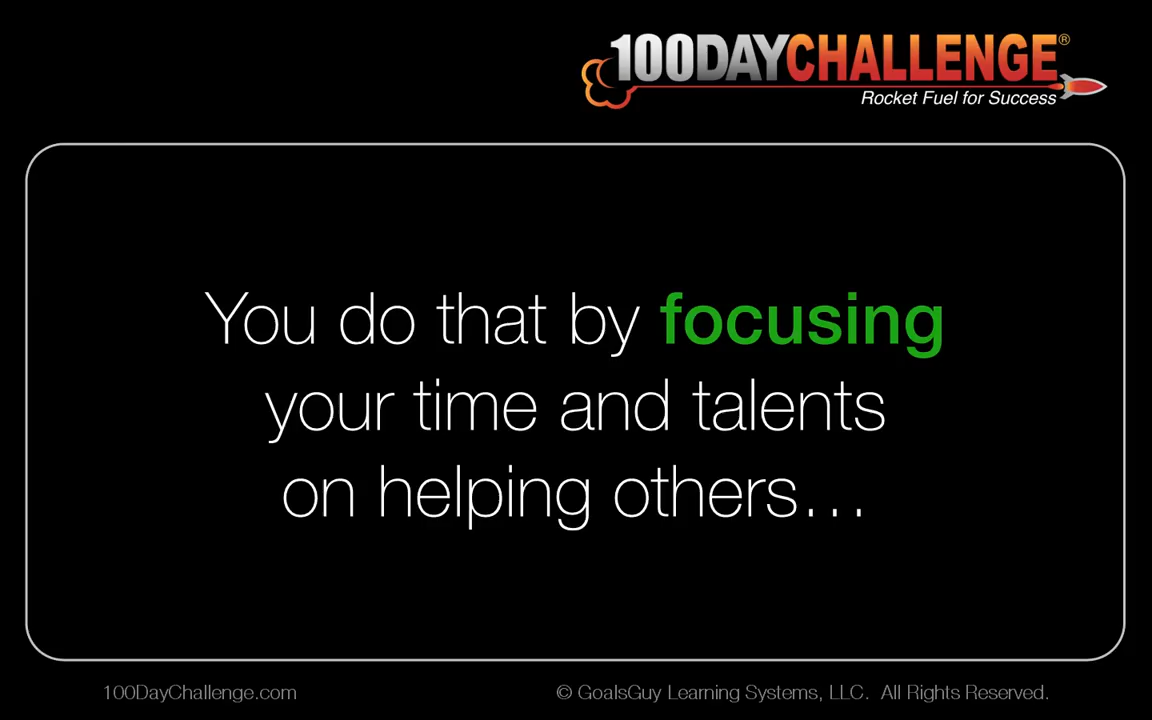 100DAYCHALLENGE®
Rocket Fuel for Success
You do that by focusing
your time and talents
on helping others…
100DayChallenge.com
© GoalsGuy Learning Systems, LLC. All Rights Reserved.